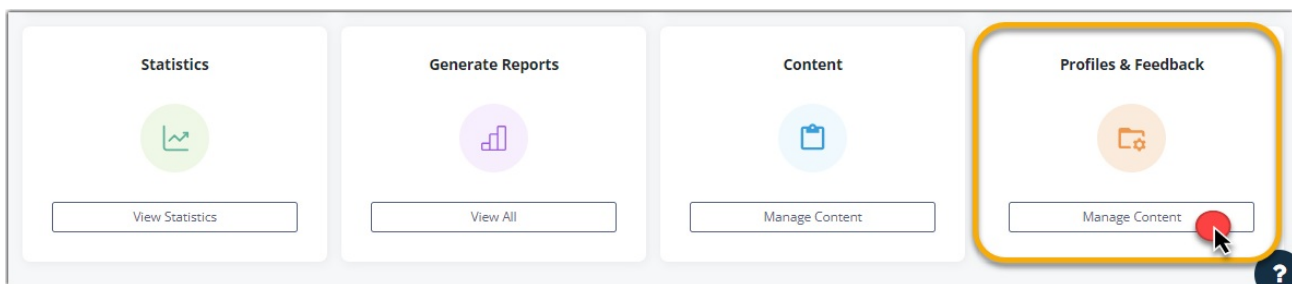 Statistics
Generate Reports
Content
Profiles & Feedback
View Statistics
View All
Manage Content
Manage Content
?